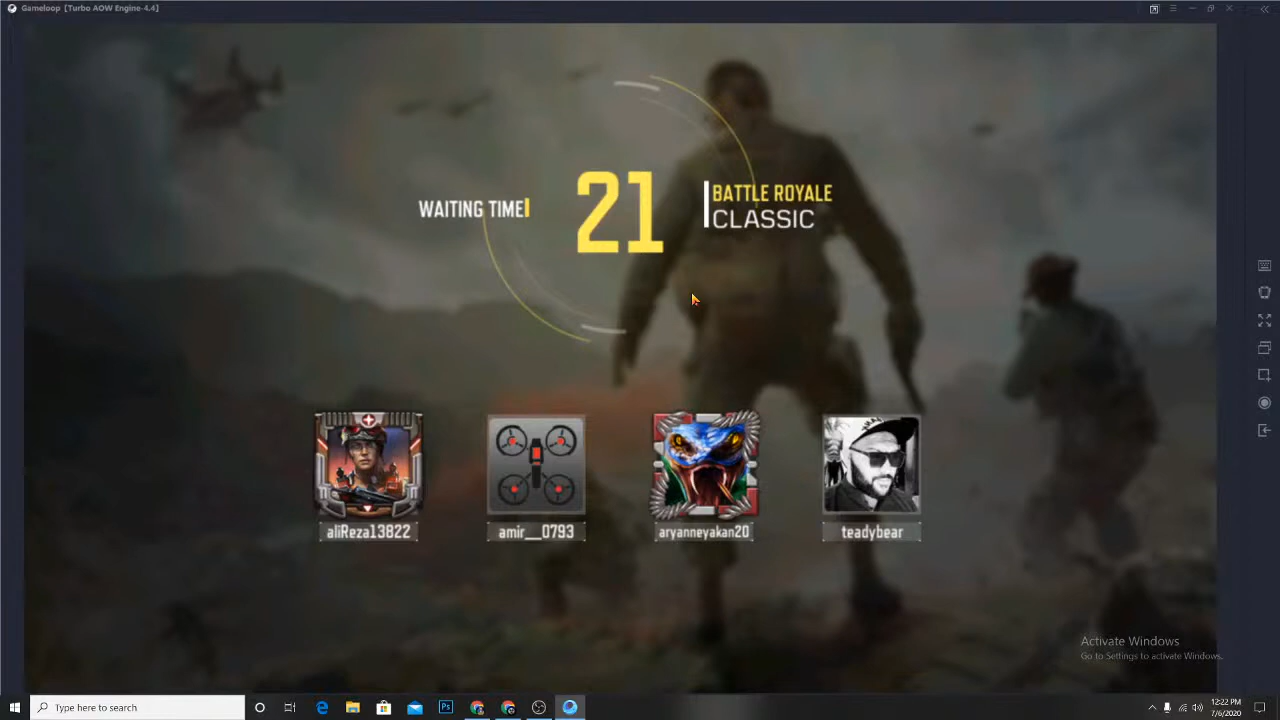 Gameloop [Turbo AOW Engine-4.4]
WAITING TIME
21
BATTLE ROYALE
CLASSIC
aliReza13822
amir__0793
aryanneyakan20
teadybear
Activate Windows
Go to Settings to activate Windows.
Type here to search
Ps
12:22 PM
7/6/2020